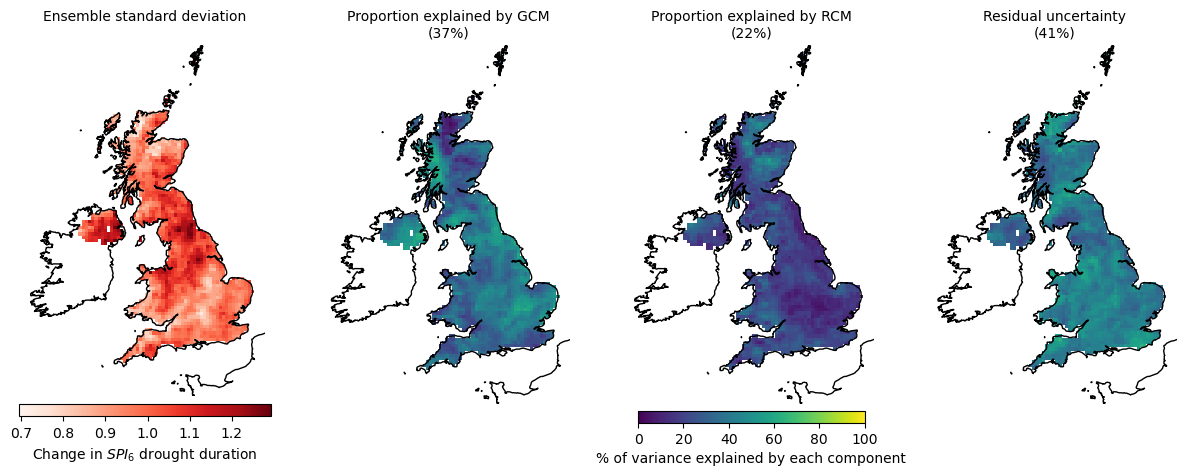 Ensemble standard deviation
Proportion explained by GCM
(37%)
Proportion explained by RCM
(22%)
Residual uncertainty
(41%)
0.7 0.8 0.9 1.0 1.1 1.2
Change in SPI₆ drought duration
0 20 40 60 80 100
% of variance explained by each component